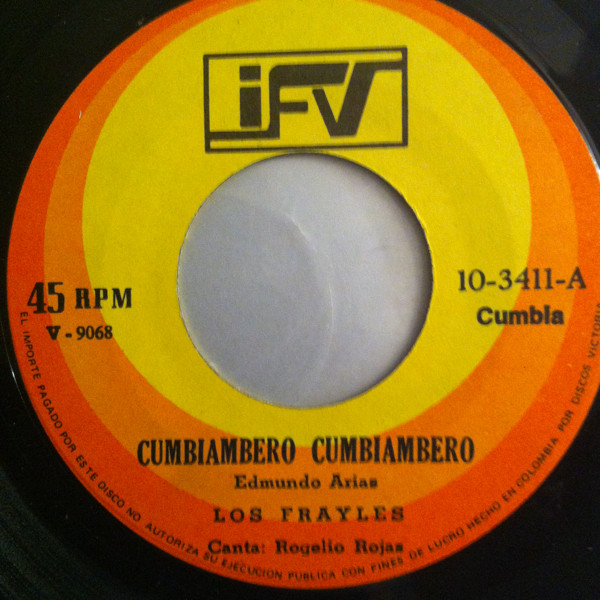 ifv
45 RPM
V - 9068
10-3411-A
Cumbia
CUMBIAMBERO CUMBIAMBERO
Edmundo Arias
LOS FRAYLES
Canta: Rogelio Rojas
EL IMPORTE PAGADO POR ESTE DISCO NO AUTORIZA SU EJECUCION PUBLICA CON FINES DE LUCRO HECHO EN COLOMBIA POR DISCOS VICTORIA